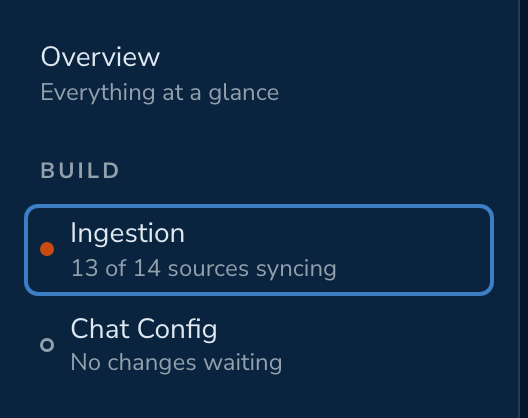 Overview
Everything at a glance
BUILD
Ingestion
13 of 14 sources syncing
Chat Config
No changes waiting